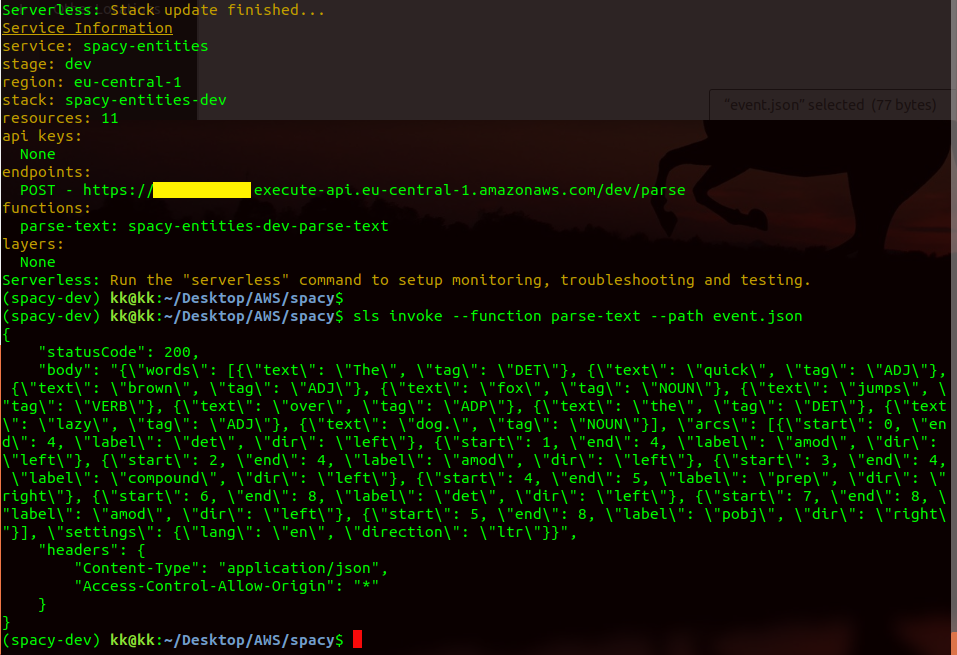 Serverless: Stack update finished...
Service Information
service: spacy-entities
stage: dev
region: eu-central-1
stack: spacy-entities-dev
"event.json" selected (77 bytes)
resources: 11
api keys:
  None
endpoints:
  POST - https:// execute-api.eu-central-1.amazonaws.com/dev/parse
functions:
  parse-text: spacy-entities-dev-parse-text
layers:
  None
Serverless: Run the "serverless" command to setup monitoring, troubleshooting and testing.
(spacy-dev) kk@kk:~/Desktop/AWS/spacy$
(spacy-dev) kk@kk:~/Desktop/AWS/spacy$ sls invoke --function parse-text --path event.json
{
    "statusCode": 200,
    "body": "{\"words\": [{\"text\": \"The\", \"tag\": \"DET\"}, {\"text\": \"quick\", \"tag\": \"ADJ\"},
 {\"text\": \"brown\", \"tag\": \"ADJ\"}, {\"text\": \"fox\", \"tag\": \"NOUN\"}, {\"text\": \"jumps\", \
"tag\": \"VERB\"}, {\"text\": \"over\", \"tag\": \"ADP\"}, {\"text\": \"the\", \"tag\": \"DET\"}, {\"text
\": \"lazy\", \"tag\": \"ADJ\"}, {\"text\": \"dog.\", \"tag\": \"NOUN\"}], \"arcs\": [{\"start\": 0, \"en
d\": 4, \"label\": \"det\", \"dir\": \"left\"}, {\"start\": 1, \"end\": 4, \"label\": \"amod\", \"dir\": 
\"left\"}, {\"start\": 2, \"end\": 4, \"label\": \"amod\", \"dir\": \"left\"}, {\"start\": 3, \"end\": 4,
 \"label\": \"compound\", \"dir\": \"left\"}, {\"start\": 4, \"end\": 5, \"label\": \"prep\", \"dir\": \"
right\"}, {\"start\": 6, \"end\": 8, \"label\": \"det\", \"dir\": \"left\"}, {\"start\": 7, \"end\": 8, \
"label\": \"amod\", \"dir\": \"left\"}, {\"start\": 5, \"end\": 8, \"label\": \"pobj\", \"dir\": \"right\
"}], \"settings\": {\"lang\": \"en\", \"direction\": \"ltr\"}}",
    "headers": {
        "Content-Type": "application/json",
        "Access-Control-Allow-Origin": "*"
    }
}
(spacy-dev) kk@kk:~/Desktop/AWS/spacy$